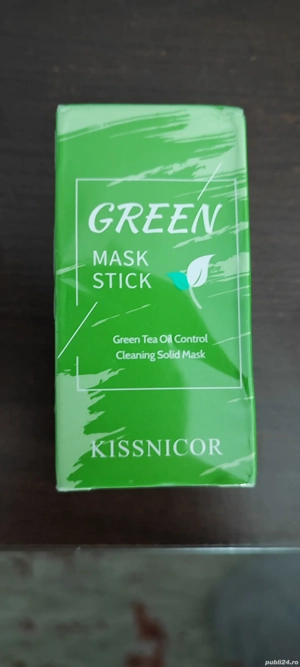 GREEN
MASK
STICK
Green Tea Oil Control
Cleaning Solid Mask
KISSNICOR
publi24.ro